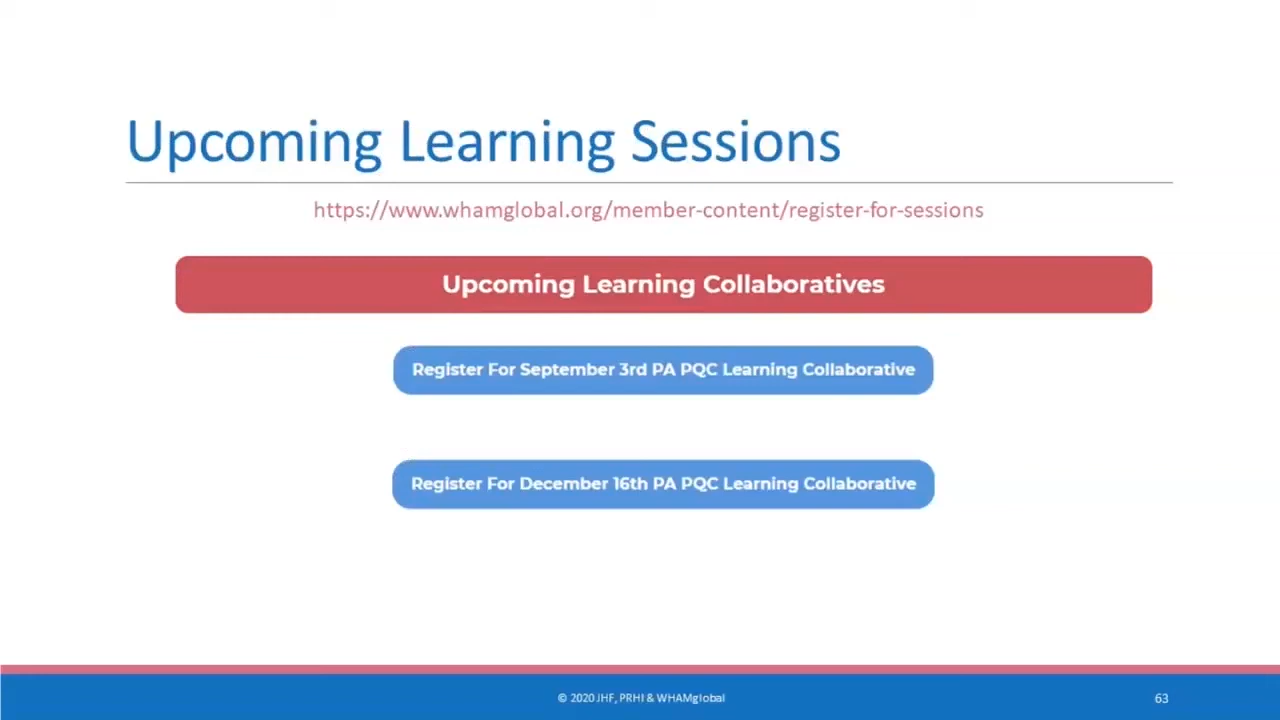 Upcoming Learning Sessions
https://www.whamglobal.org/member-content/register-for-sessions
Upcoming Learning Collaboratives
Register For September 3rd PA PQC Learning Collaborative
Register For December 16th PA PQC Learning Collaborative
© 2020 JHF, PRHI & WHAMglobal
63